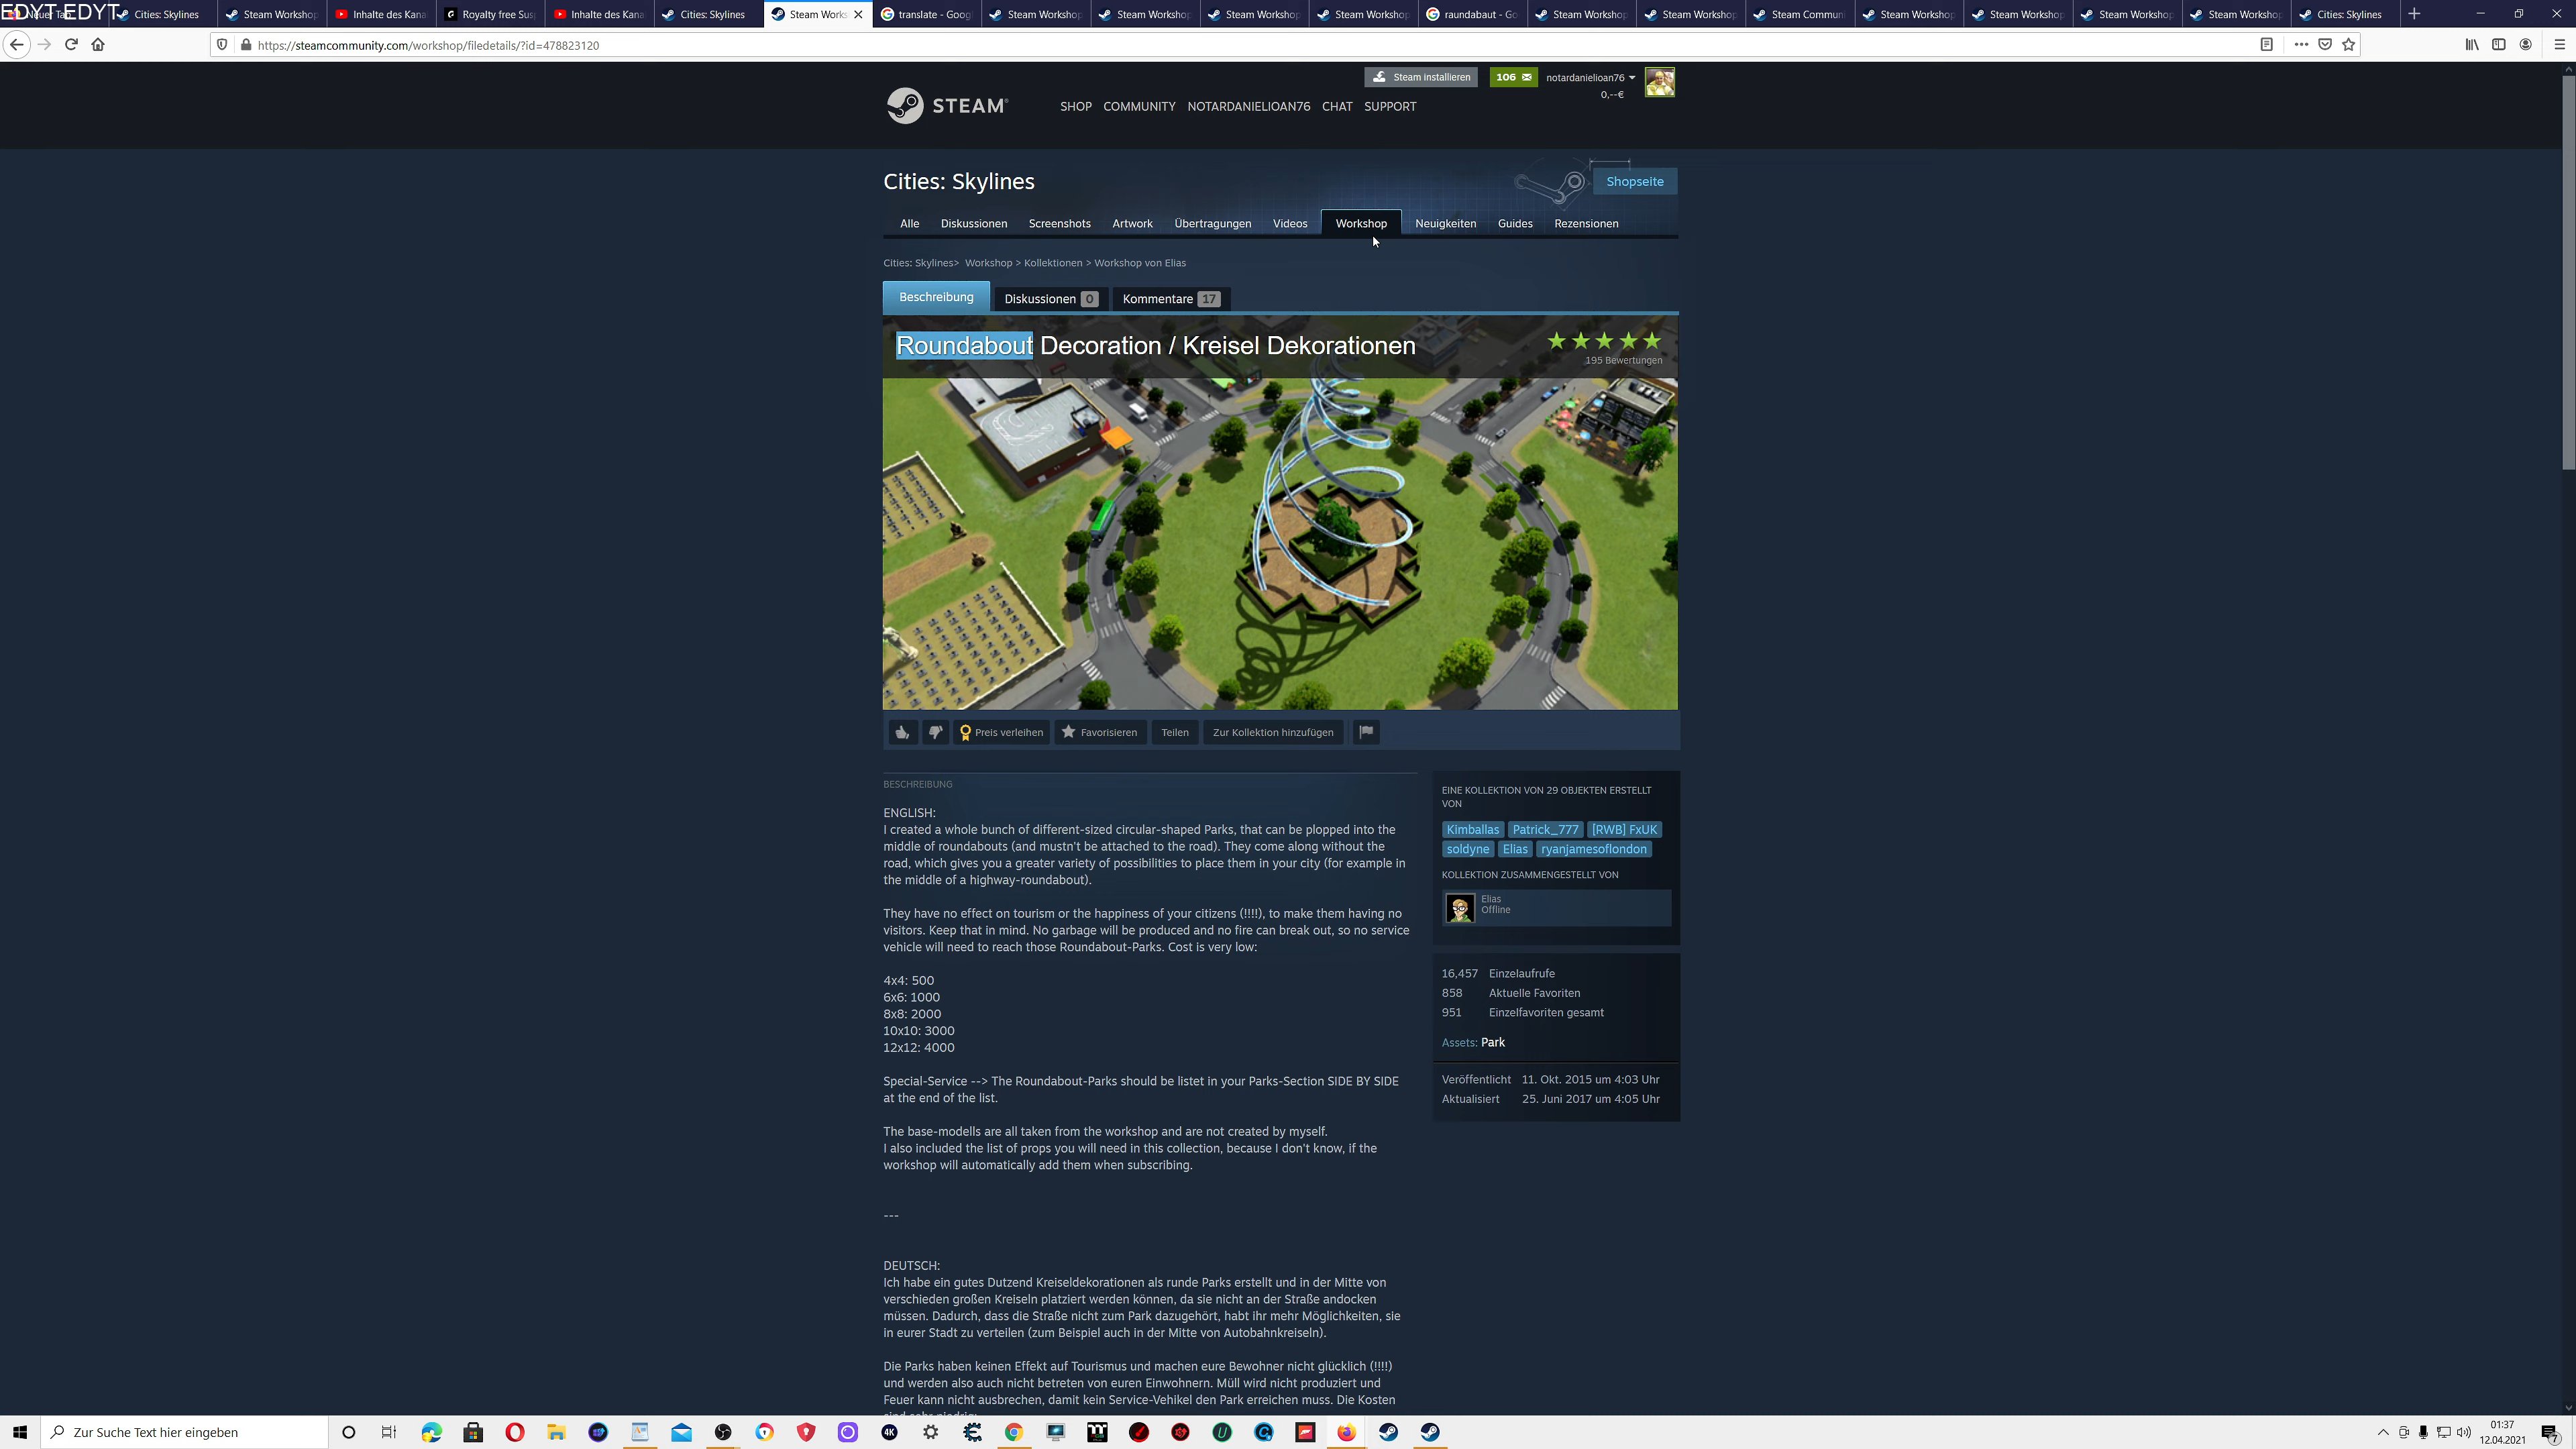 EDYT-EDYT-
Cities: Skylines
Steam Workshop
Inhalte des Kana
Royalty free Sus
Inhalte des Kana
Cities: Skylines
Steam Works
translate - Goog
Steam Workshop
Steam Workshop
Steam Workshop
Steam Workshop
raundabaut - Go
Steam Workshop
Steam Workshop
Steam Communi
Steam Workshop
Steam Workshop
Steam Workshop
Steam Workshop
Cities: Skylines
https://steamcommunity.com/workshop/filedetails/?id=478823120
Steam installieren
106
notardanielioan76
0,--€
STEAM
SHOP COMMUNITY NOTARDANIELIOAN76 CHAT SUPPORT
Cities: Skylines
Shopseite
Alle Diskussionen Screenshots Artwork Übertragungen Videos Workshop Neuigkeiten Guides Rezensionen
Cities: Skylines> Workshop > Kollektionen > Workshop von Elias
Beschreibung Diskussionen 0 Kommentare 17
Roundabout Decoration / Kreisel Dekorationen
195 Bewertungen
Preis verleihen Favorisieren Teilen Zur Kollektion hinzufügen
BESCHREIBUNG
ENGLISH:
I created a whole bunch of different-sized circular-shaped Parks, that can be plopped into the
middle of roundabouts (and mustn't be attached to the road). They come along without the
road, which gives you a greater variety of possibilities to place them in your city (for example in
the middle of a highway-roundabout).
They have no effect on tourism or the happiness of your citizens (!!!!), to make them having no
visitors. Keep that in mind. No garbage will be produced and no fire can break out, so no service
vehicle will need to reach those Roundabout-Parks. Cost is very low:
4x4: 500
6x6: 1000
8x8: 2000
10x10: 3000
12x12: 4000
Special-Service --> The Roundabout-Parks should be listet in your Parks-Section SIDE BY SIDE
at the end of the list.
The base-modells are all taken from the workshop and are not created by myself.
I also included the list of props you will need in this collection, because I don't know, if the
workshop will automatically add them when subscribing.
---
DEUTSCH:
Ich habe ein gutes Dutzend Kreiseldekorationen als runde Parks erstellt und in der Mitte von
verschieden großen Kreiseln platziert werden können, da sie nicht an der Straße andocken
müssen. Dadurch, dass die Straße nicht zum Park dazugehört, habt ihr mehr Möglichkeiten, sie
in eurer Stadt zu verteilen (zum Beispiel auch in der Mitte von Autobahnkreiseln).
Die Parks haben keinen Effekt auf Tourismus und machen eure Bewohner nicht glücklich (!!!!)
und werden also auch nicht betreten von euren Einwohnern. Müll wird nicht produziert und
Feuer kann nicht ausbrechen, damit kein Service-Vehikel den Park erreichen muss. Die Kosten
EINE KOLLEKTION VON 29 OBJEKTEN ERSTELLT
VON
Kimballas Patrick_777 [RWB] FxUK
soldyne Elias ryanjamesoflondon
KOLLEKTION ZUSAMMENGESTELLT VON
Elias
Offline
16,457 Einzelaufrufe
858 Aktuelle Favoriten
951 Einzelfavoriten gesamt
Assets: Park
Veröffentlicht 11. Okt. 2015 um 4:03 Uhr
Aktualisiert 25. Juni 2017 um 4:05 Uhr
Zur Suche Text hier eingeben
4K
01:37
12.04.2021
7